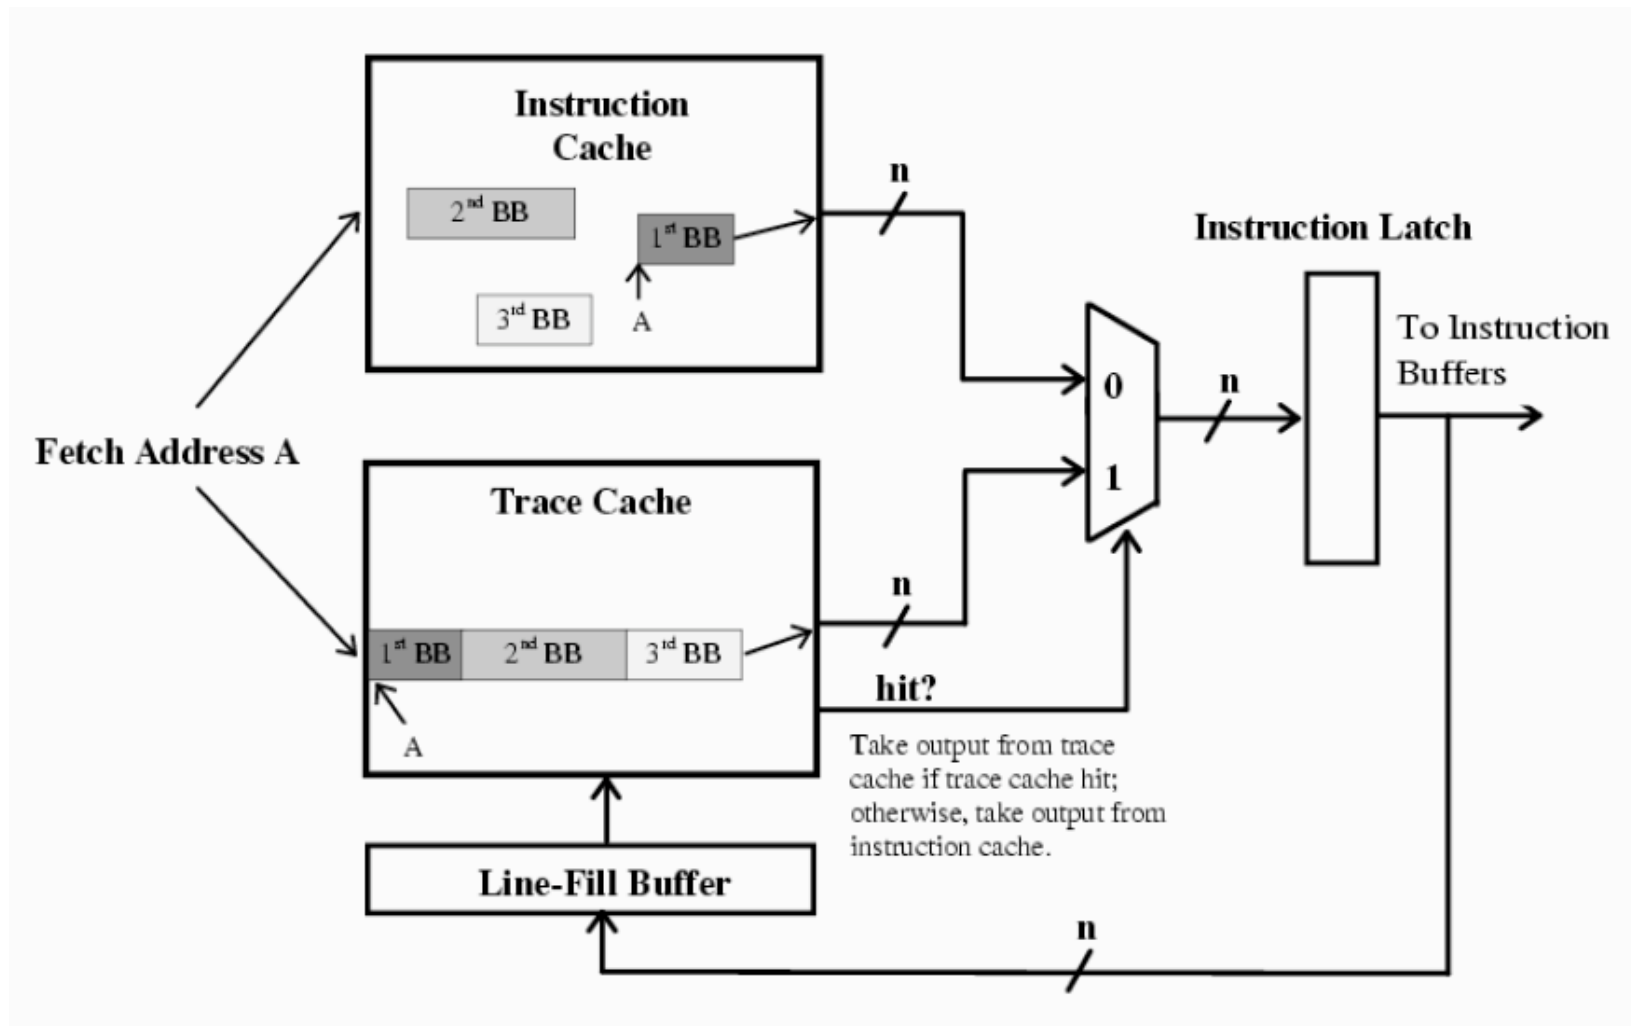 Instruction
Cache
2nd BB
1st BB
3rd BB
A
n
Instruction Latch
To Instruction
Buffers
0
1
n
Fetch Address A
Trace Cache
1st BB
2nd BB
3rd BB
A
n
hit?
Take output from trace
cache if trace cache hit;
otherwise, take output from
instruction cache.
Line-Fill Buffer
n